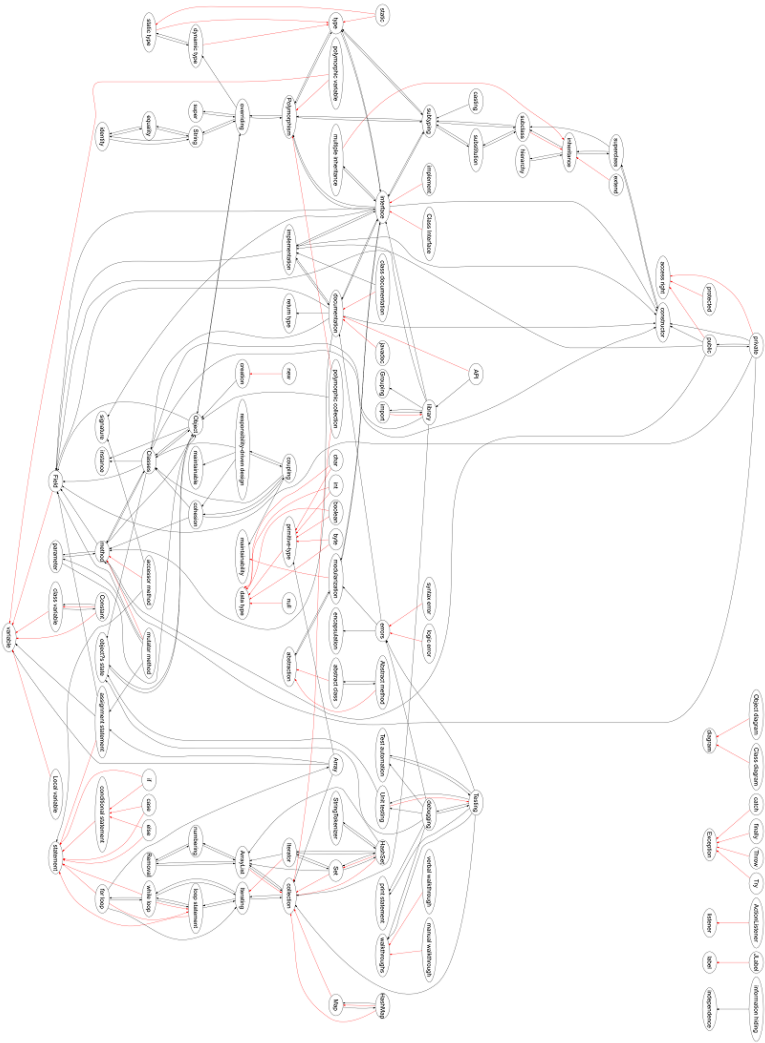 static
type
static type
dynamic type
polymorphic variable
Polymorphism
overriding
super
String
equality
identity
casting
subtyping
substitution
subclass
hierarchy
inheritance
superclass
extend
multiple inheritance
implement
interface
Class Interface
implementation
class documentation
documentation
return type
javadoc
API
Grouping
import
library
access right
protected
constructor
public
private
new
creation
polymorphic collection
signature
instance
Classes
Object
maintainable
responsibility-driven design
coupling
cohesion
char
int
boolean
byte
primitive-type
maintainability
data type
null
modularization
encapsulation
abstraction
abstract class
Abstract method
errors
syntax error
logic error
Field
method
parameter
accessor method
Constant
class variable
mutator method
object's state
assignment statement
variable
Local variable
Array
Test automation
Unit testing
debugging
Testing
if
case
else
conditional statement
statement
StringTokenizer
HashSet
Set
Iterator
ArrayList
numbering
Removal
collection
Iterating
loop statement
while loop
for loop
print statement
verbal walkthrough
manual walkthrough
walkthroughs
Map
HashMap
Object diagram
Class diagram
diagram
catch
finally
Throw
Try
Exception
ActionListener
listener
JLabel
label
information hiding
independence